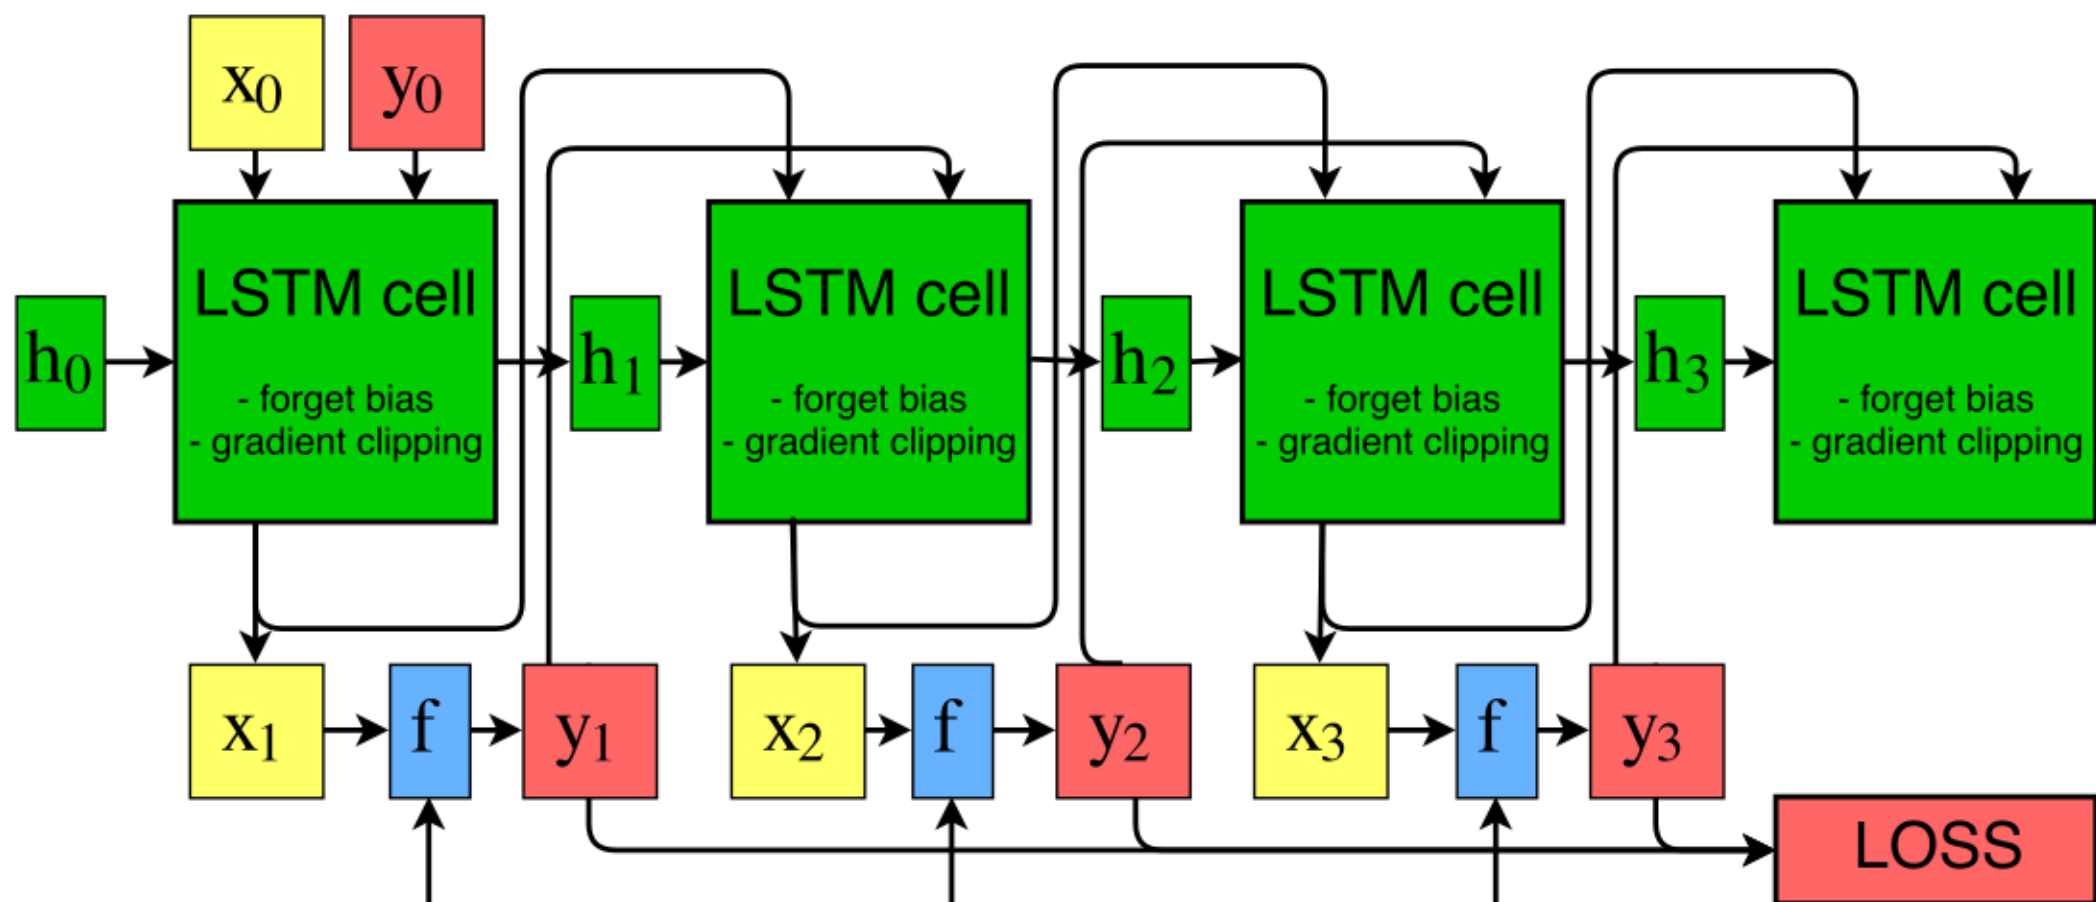 x0 y0
h0
LSTM cell
- forget bias
- gradient clipping
h1
LSTM cell
- forget bias
- gradient clipping
h2
LSTM cell
- forget bias
- gradient clipping
h3
LSTM cell
- forget bias
- gradient clipping
x1 f y1 x2 f y2 x3 f y3
LOSS